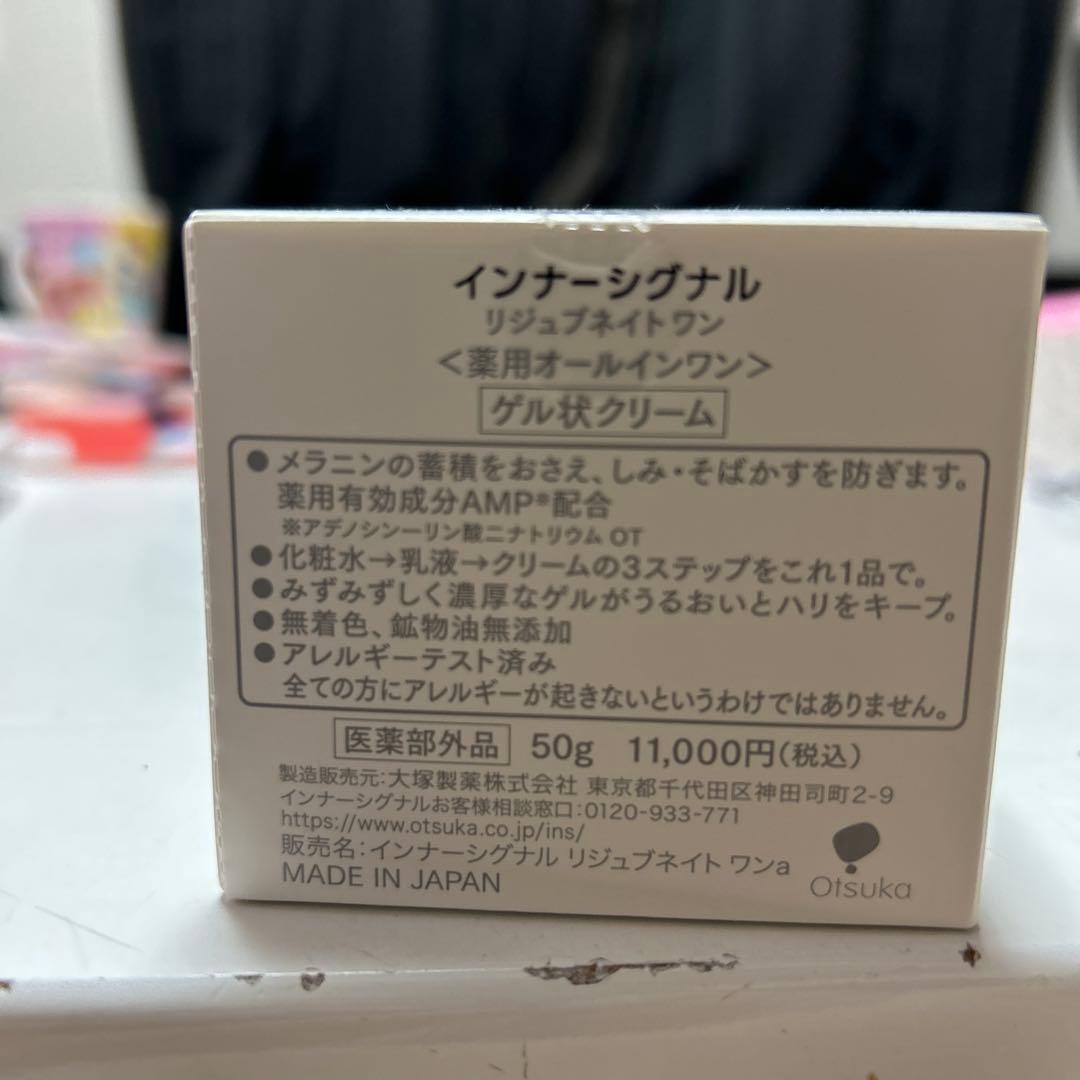 インナーシグナル
リジュブネイト ワン
＜薬用オールインワン＞
ゲル状クリーム
●メラニンの蓄積をおさえ、しみ・そばかすを防ぎます。
薬用有効成分AMP※配合
※アデノシン一リン酸二ナトリウム OT
●化粧水→乳液→クリームの3ステップをこれ1品で。
●みずみずしく濃厚なゲルがうるおいとハリをキープ。
●無着色、鉱物油無添加
●アレルギーテスト済み
全ての方にアレルギーが起きないというわけではありません。
医薬部外品 50g 11,000円(税込)
製造販売元：大塚製薬株式会社 東京都千代田区神田司町2-9
インナーシグナルお客様相談窓口：0120-933-771
https://www.otsuka.co.jp/ins/
販売名：インナーシグナル リジュブネイト ワンa
MADE IN JAPAN
Otsuka